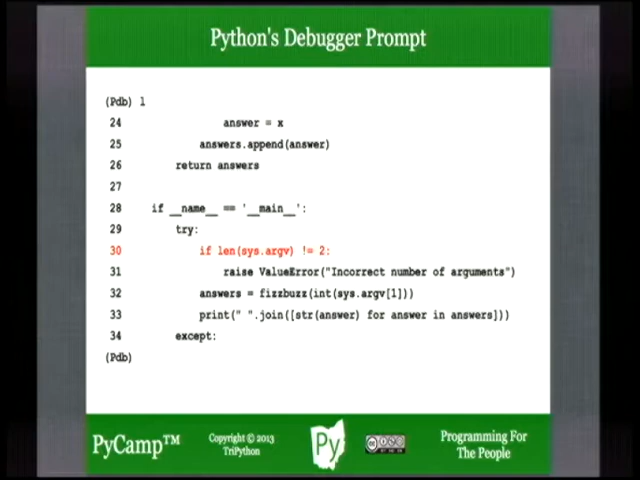 Python's Debugger Prompt
(Pdb) l
24 answer = x
25 answers.append(answer)
26 return answers
27
28 if __name__ == '__main__':
29 try:
30 if len(sys.argv) != 2:
31 raise ValueError("Incorrect number of arguments")
32 answers = fizzbuzz(int(sys.argv[1]))
33 print(" ".join([str(answer) for answer in answers]))
34 except:
(Pdb)
PyCamp™
Copyright © 2013
TriPython
Py
cc
Programming For
The People